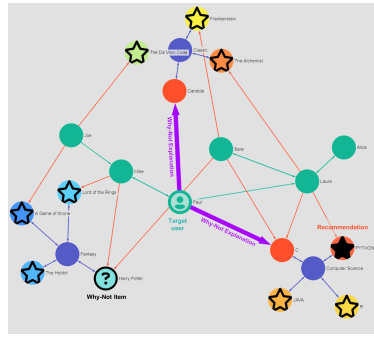 Frankenstein
The Da Vinci Code
Classic
The Alchemist
Candide
Why-Not Explanation
Joe
Sara
Alice
Mike
Laura
Lord of the Rings
Paul
A Game of throne
Target
user
Why-Not Explanation
Recommendation
C
PYTHON
Fantasy
Computer Science
The Hobbit
Harry Potter
Why-Not Item
JAVA
R